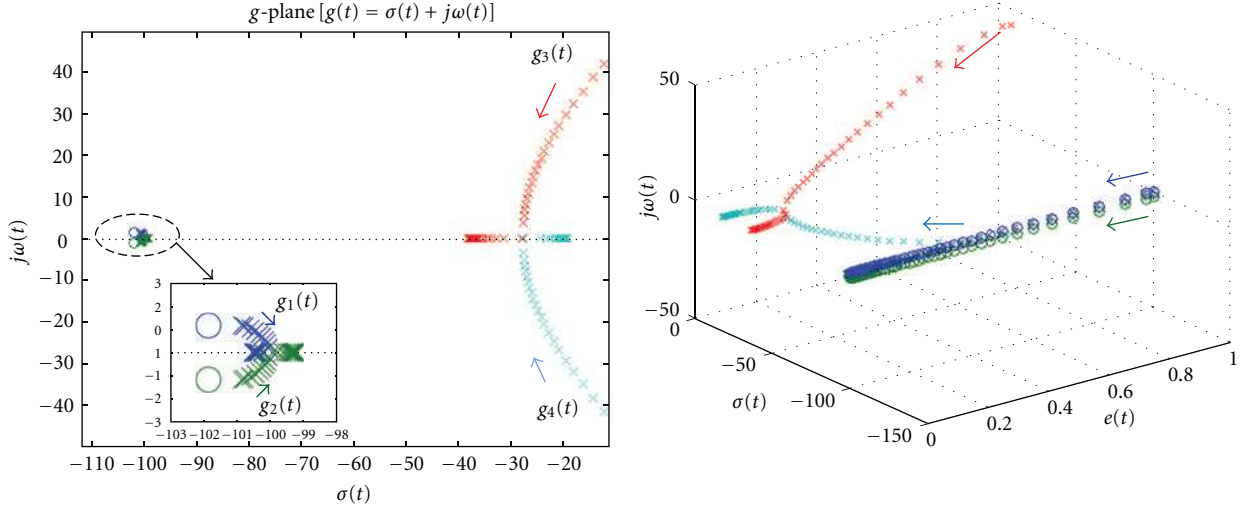 g-plane [g(t) = σ(t) + jω(t)]
jω(t)
40
30
20
10
0
−10
−20
−30
−40
g₃(t)
g₄(t)
3
2
0
1
−1
−2
−3
g₁(t)
g₂(t)
−103 −102 −101 −100 −99 −98
−110 −100 −90 −80 −70 −60 −50 −40 −30 −20
σ(t)
jω(t)
50
0
−50
0
−50
−100
−150
σ(t)
0
0.2
0.4
0.6
0.8
1
e(t)